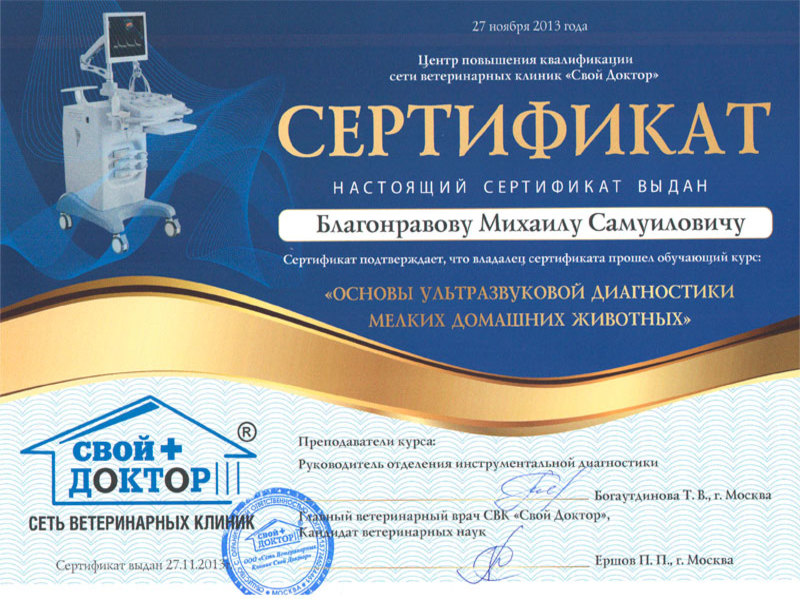 27 ноября 2013 года
Центр повышения квалификации
сети ветеринарных клиник «Свой Доктор»
СЕРТИФИКАТ
НАСТОЯЩИЙ СЕРТИФИКАТ ВЫДАН
Благонравову Михаилу Самуиловичу
Сертификат подтверждает, что владелец сертификата прошел обучающий курс:
«ОСНОВЫ УЛЬТРАЗВУКОВОЙ ДИАГНОСТИКИ
МЕЛКИХ ДОМАШНИХ ЖИВОТНЫХ»
СВОЙ+
ДОКТОР
®
СЕТЬ ВЕТЕРИНАРНЫХ КЛИНИК
Преподаватели курса:
Руководитель отделения инструментальной диагностики
Богаутдинова Т. В., г. Москва
Главный ветеринарный врач СВК «Свой Доктор»,
Кандидат ветеринарных наук
Ершов П. П., г. Москва
Сертификат выдан 27.11.2013г
СВОЙ+
ДОКТОР
ООО «Сеть Ветеринарных
Клиник Свой Доктор»
МОСКВА